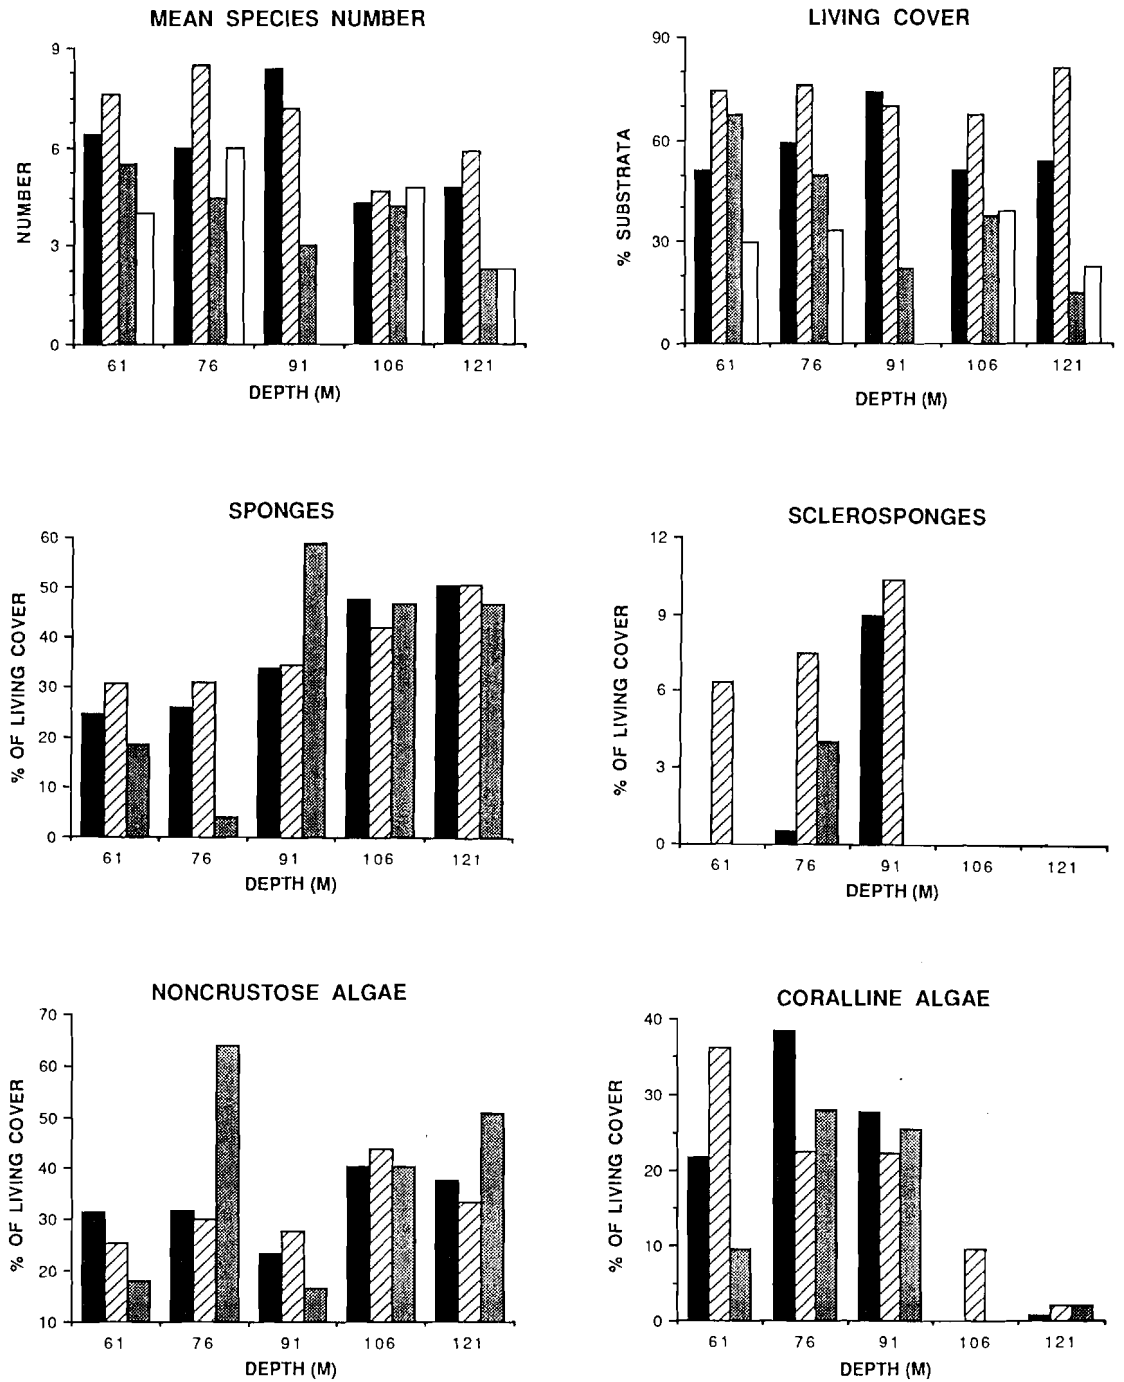 MEAN SPECIES NUMBER
9
6
3
0
NUMBER
61 76 91 106 121
DEPTH (M)
LIVING COVER
90
60
30
0
% SUBSTRATA
61 76 91 106 121
DEPTH (M)
SPONGES
60
50
40
30
20
10
0
% OF LIVING COVER
61 76 91 106 121
DEPTH (M)
SCLEROSPONGES
12
9
6
3
0
% OF LIVING COVER
61 76 91 106 121
DEPTH (M)
NONCRUSTOSE ALGAE
70
60
50
40
30
20
10
% OF LIVING COVER
61 76 91 106 121
DEPTH (M)
CORALLINE ALGAE
40
30
20
10
0
% OF LIVING COVER
61 76 91 106 121
DEPTH (M)